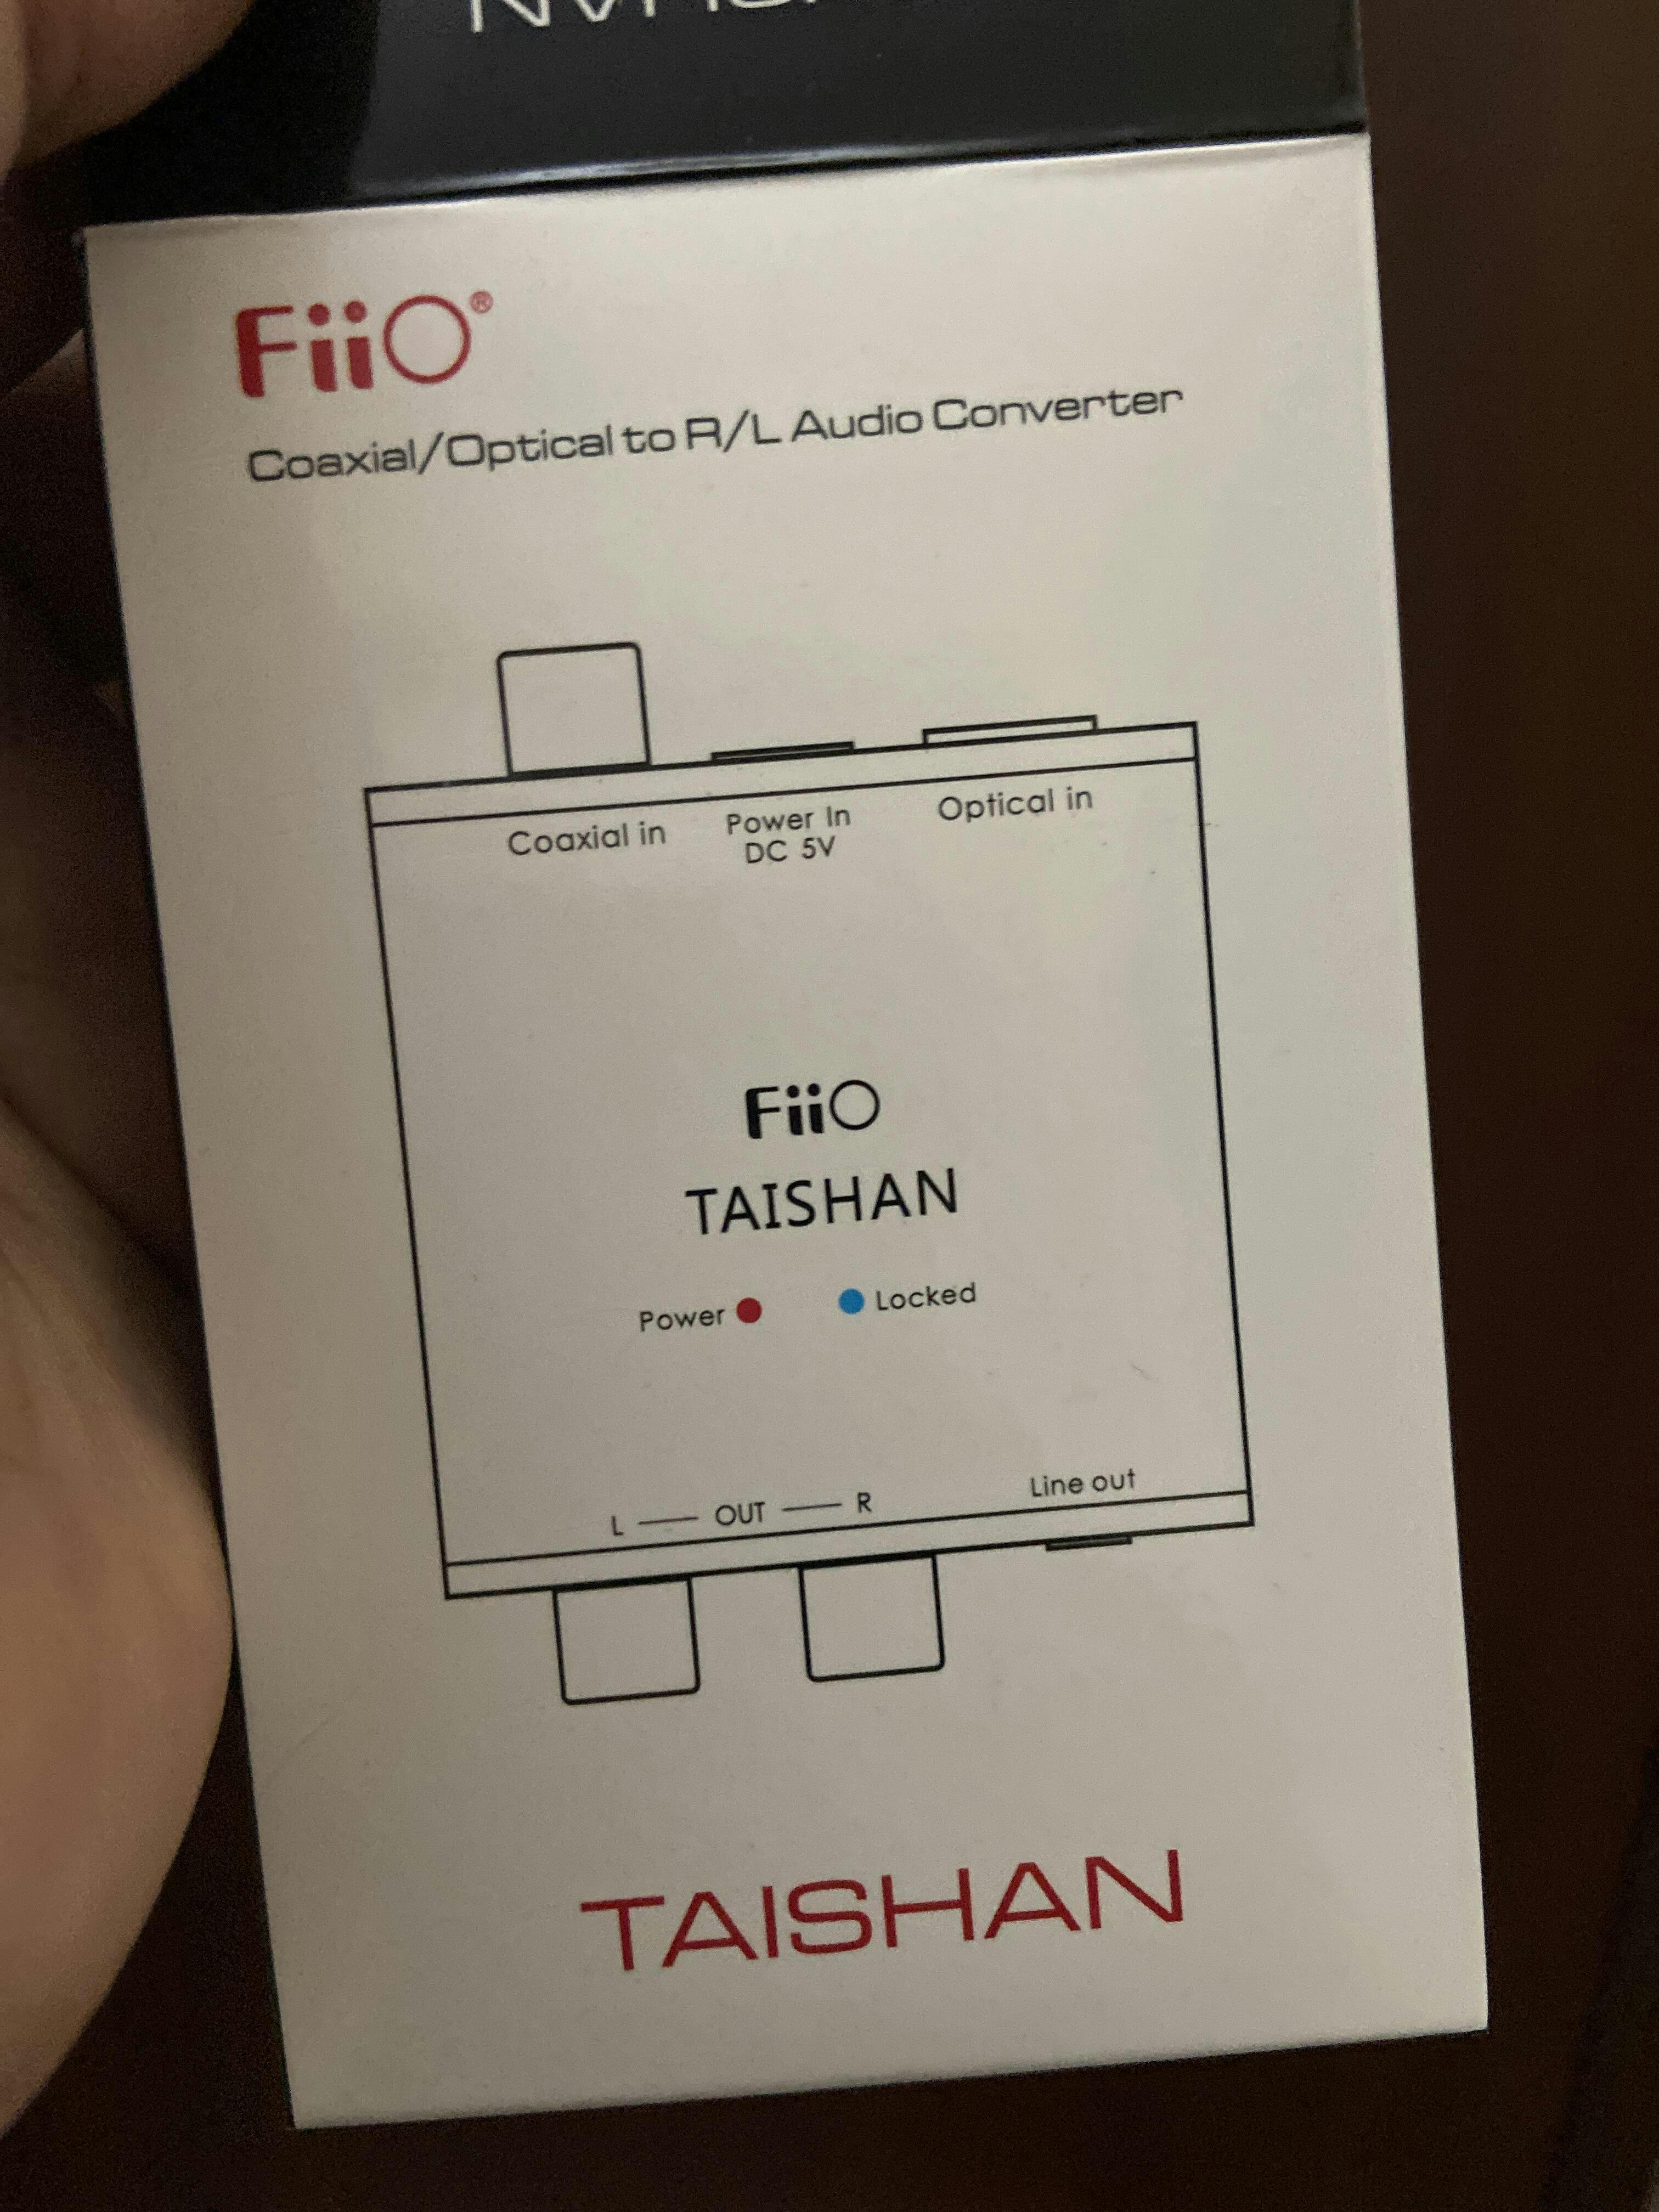 FiiO®
Coaxial/Optical to R/L Audio Converter
Coaxial in
Power In
DC 5V
Optical in
FiiO
TAISHAN
Power
Locked
L — OUT — R
Line out
TAISHAN